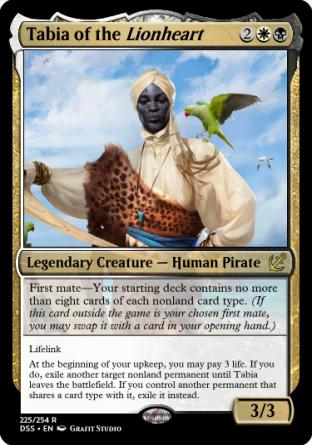 Tabia of the Lionheart 2
Legendary Creature — Human Pirate
First mate—Your starting deck contains no more
than eight cards of each nonland card type. (If
this card outside the game is your chosen first mate,
you may swap it with a card in your opening hand.)
Lifelink
At the beginning of your upkeep, you may pay 3 life. If you
do, exile another target nonland permanent until Tabia
leaves the battlefield. If you control another permanent that
shares a card type with it, exile it instead.
225/254 R
DSS • EN Grafit Studio
3/3